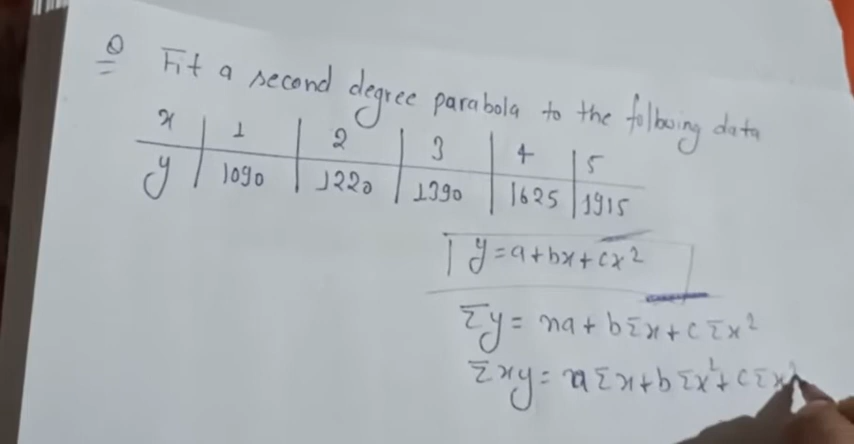 Q Fit a second degree parabola to the following data
x 1 2 3 4 5
y 1090 1220 1390 1625 1915
y = a + bx + cx²
Σy = na + bΣx + cΣx²
Σxy = aΣx + bΣx² + cΣx